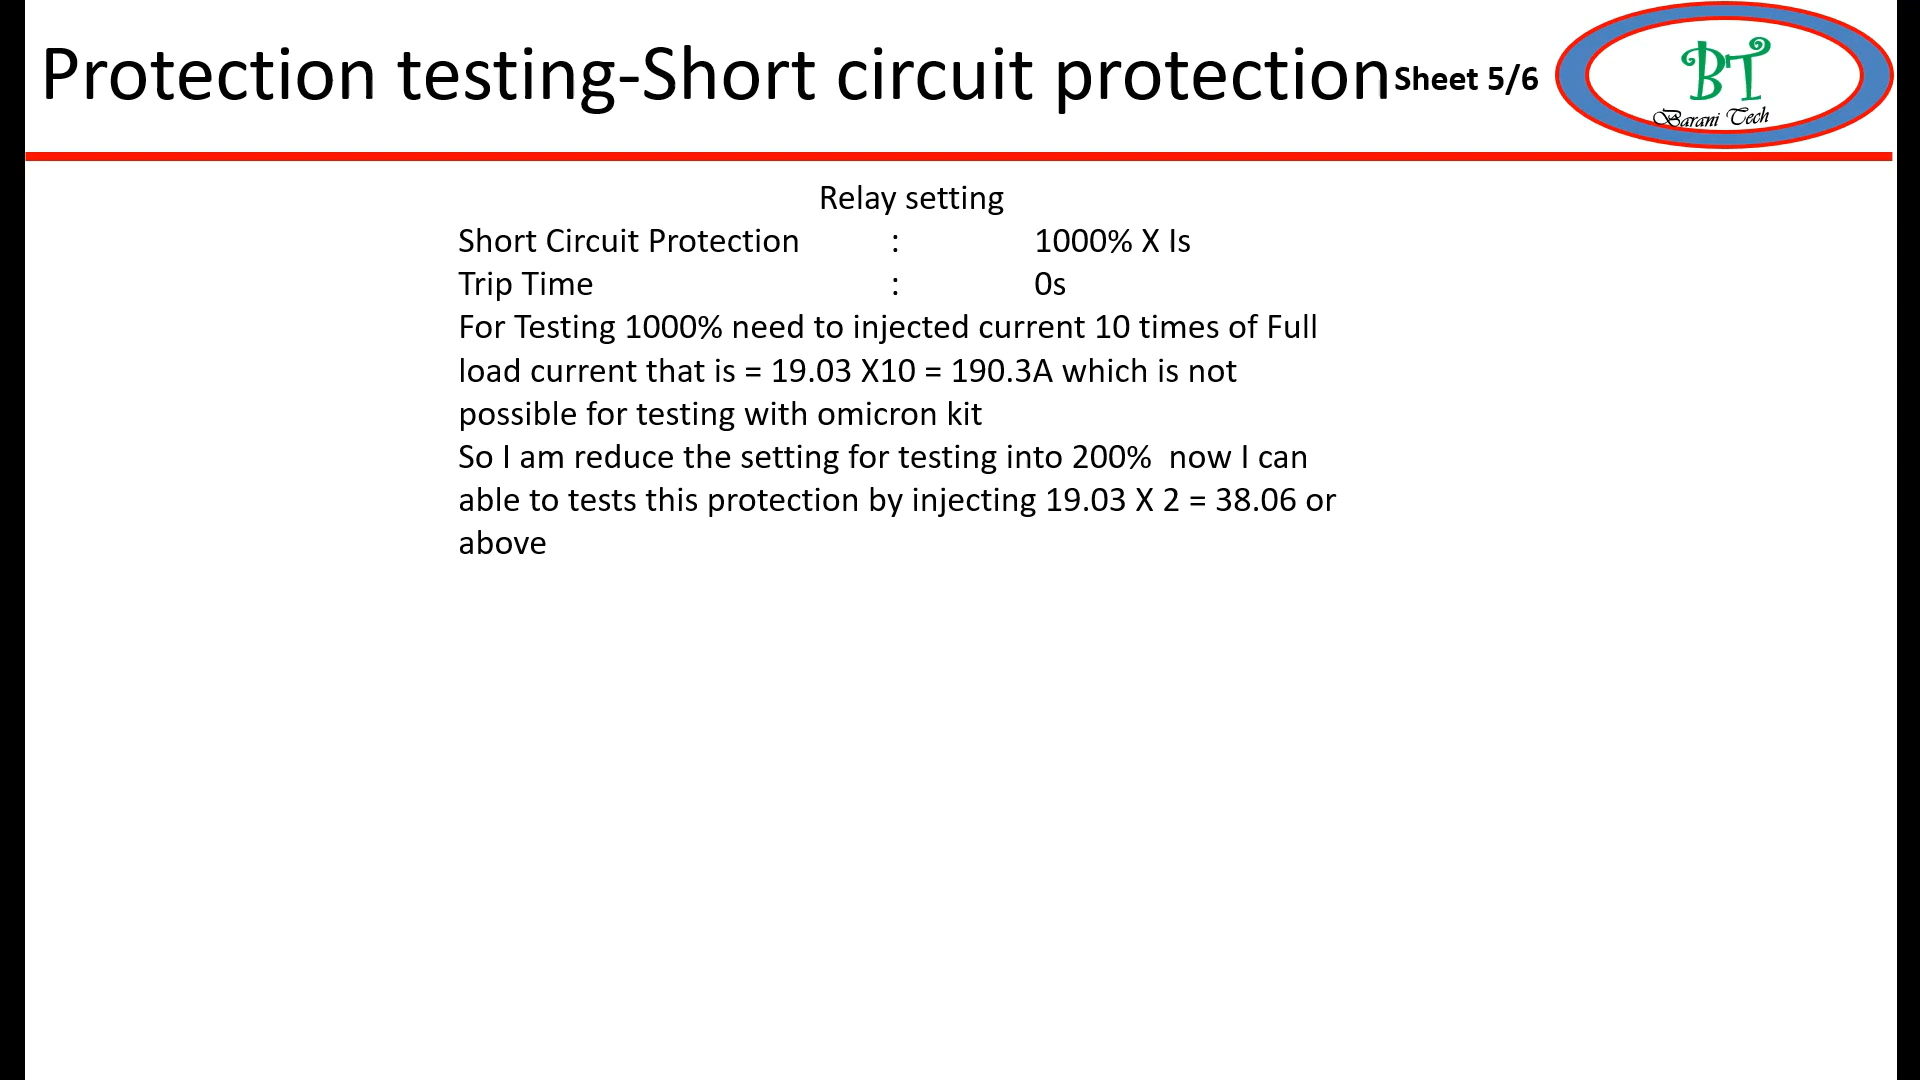 Protection testing-Short circuit protection Sheet 5/6
BT
Barani Tech
Relay setting
Short Circuit Protection : 1000% X Is
Trip Time : 0s
For Testing 1000% need to injected current 10 times of Full
load current that is = 19.03 X10 = 190.3A which is not
possible for testing with omicron kit
So I am reduce the setting for testing into 200%  now I can
able to tests this protection by injecting 19.03 X 2 = 38.06 or
above